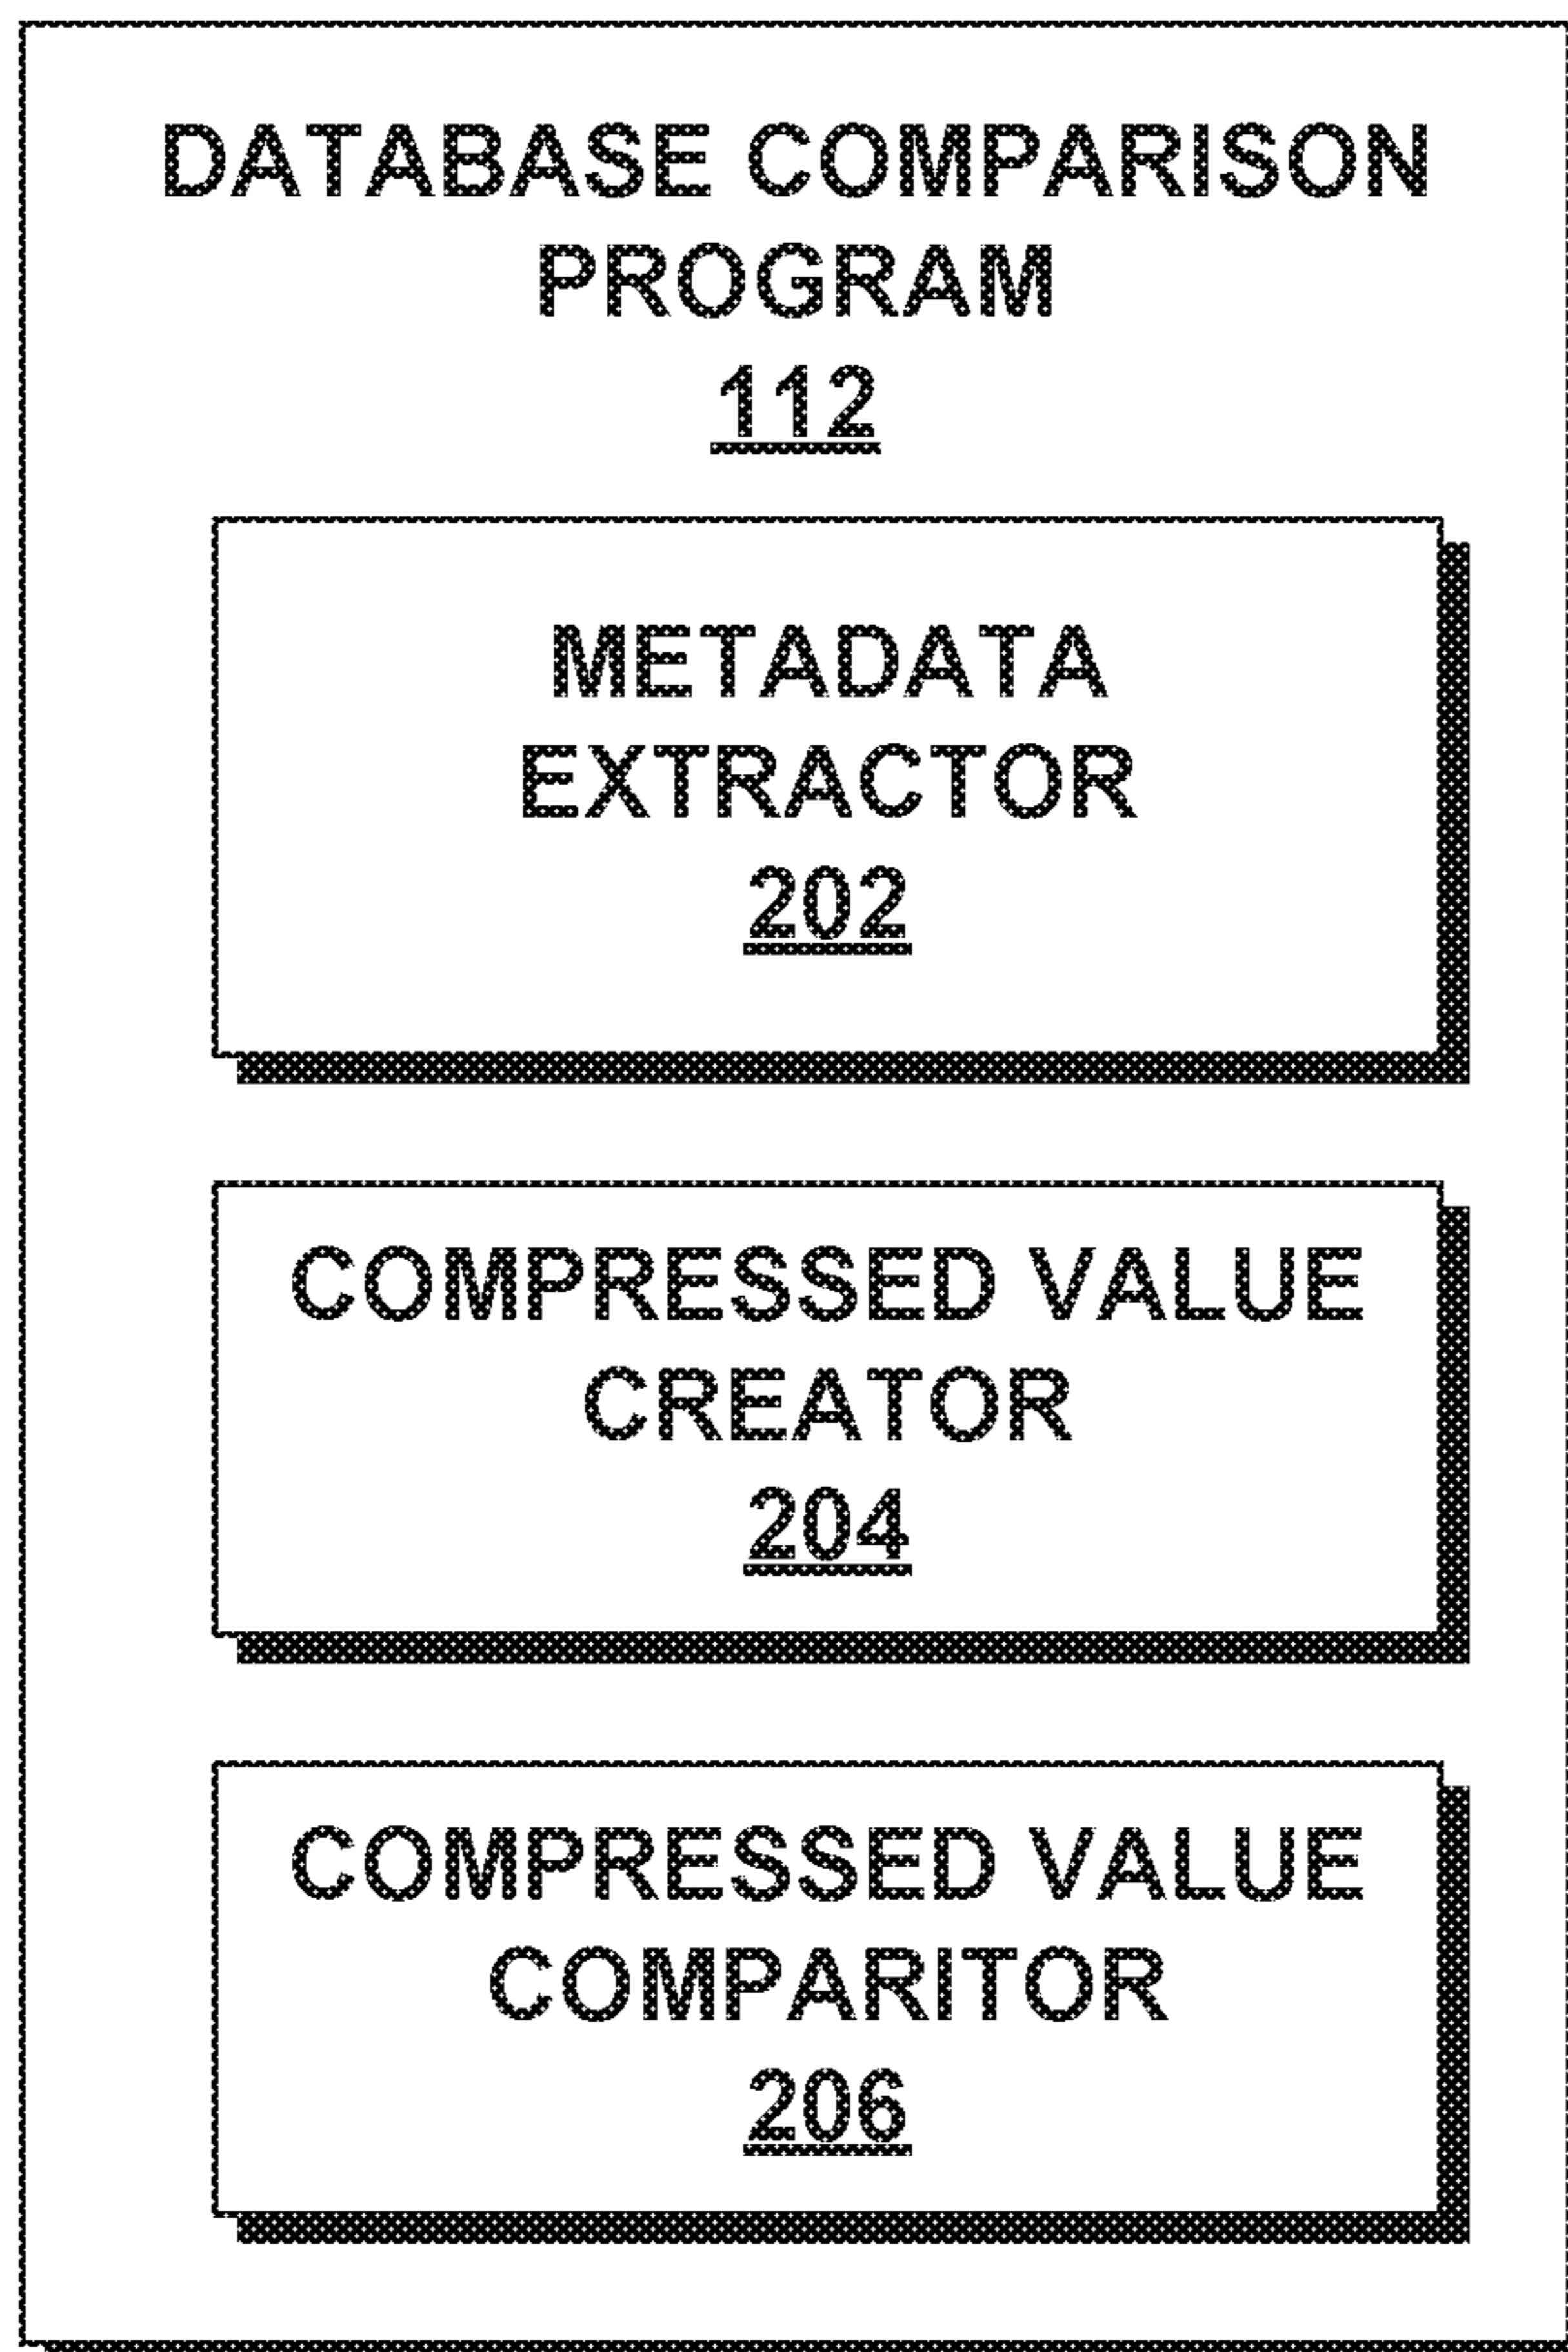 DATABASE COMPARISON
PROGRAM
112
METADATA
EXTRACTOR
202
COMPRESSED VALUE
CREATOR
204
COMPRESSED VALUE
COMPARITOR
206